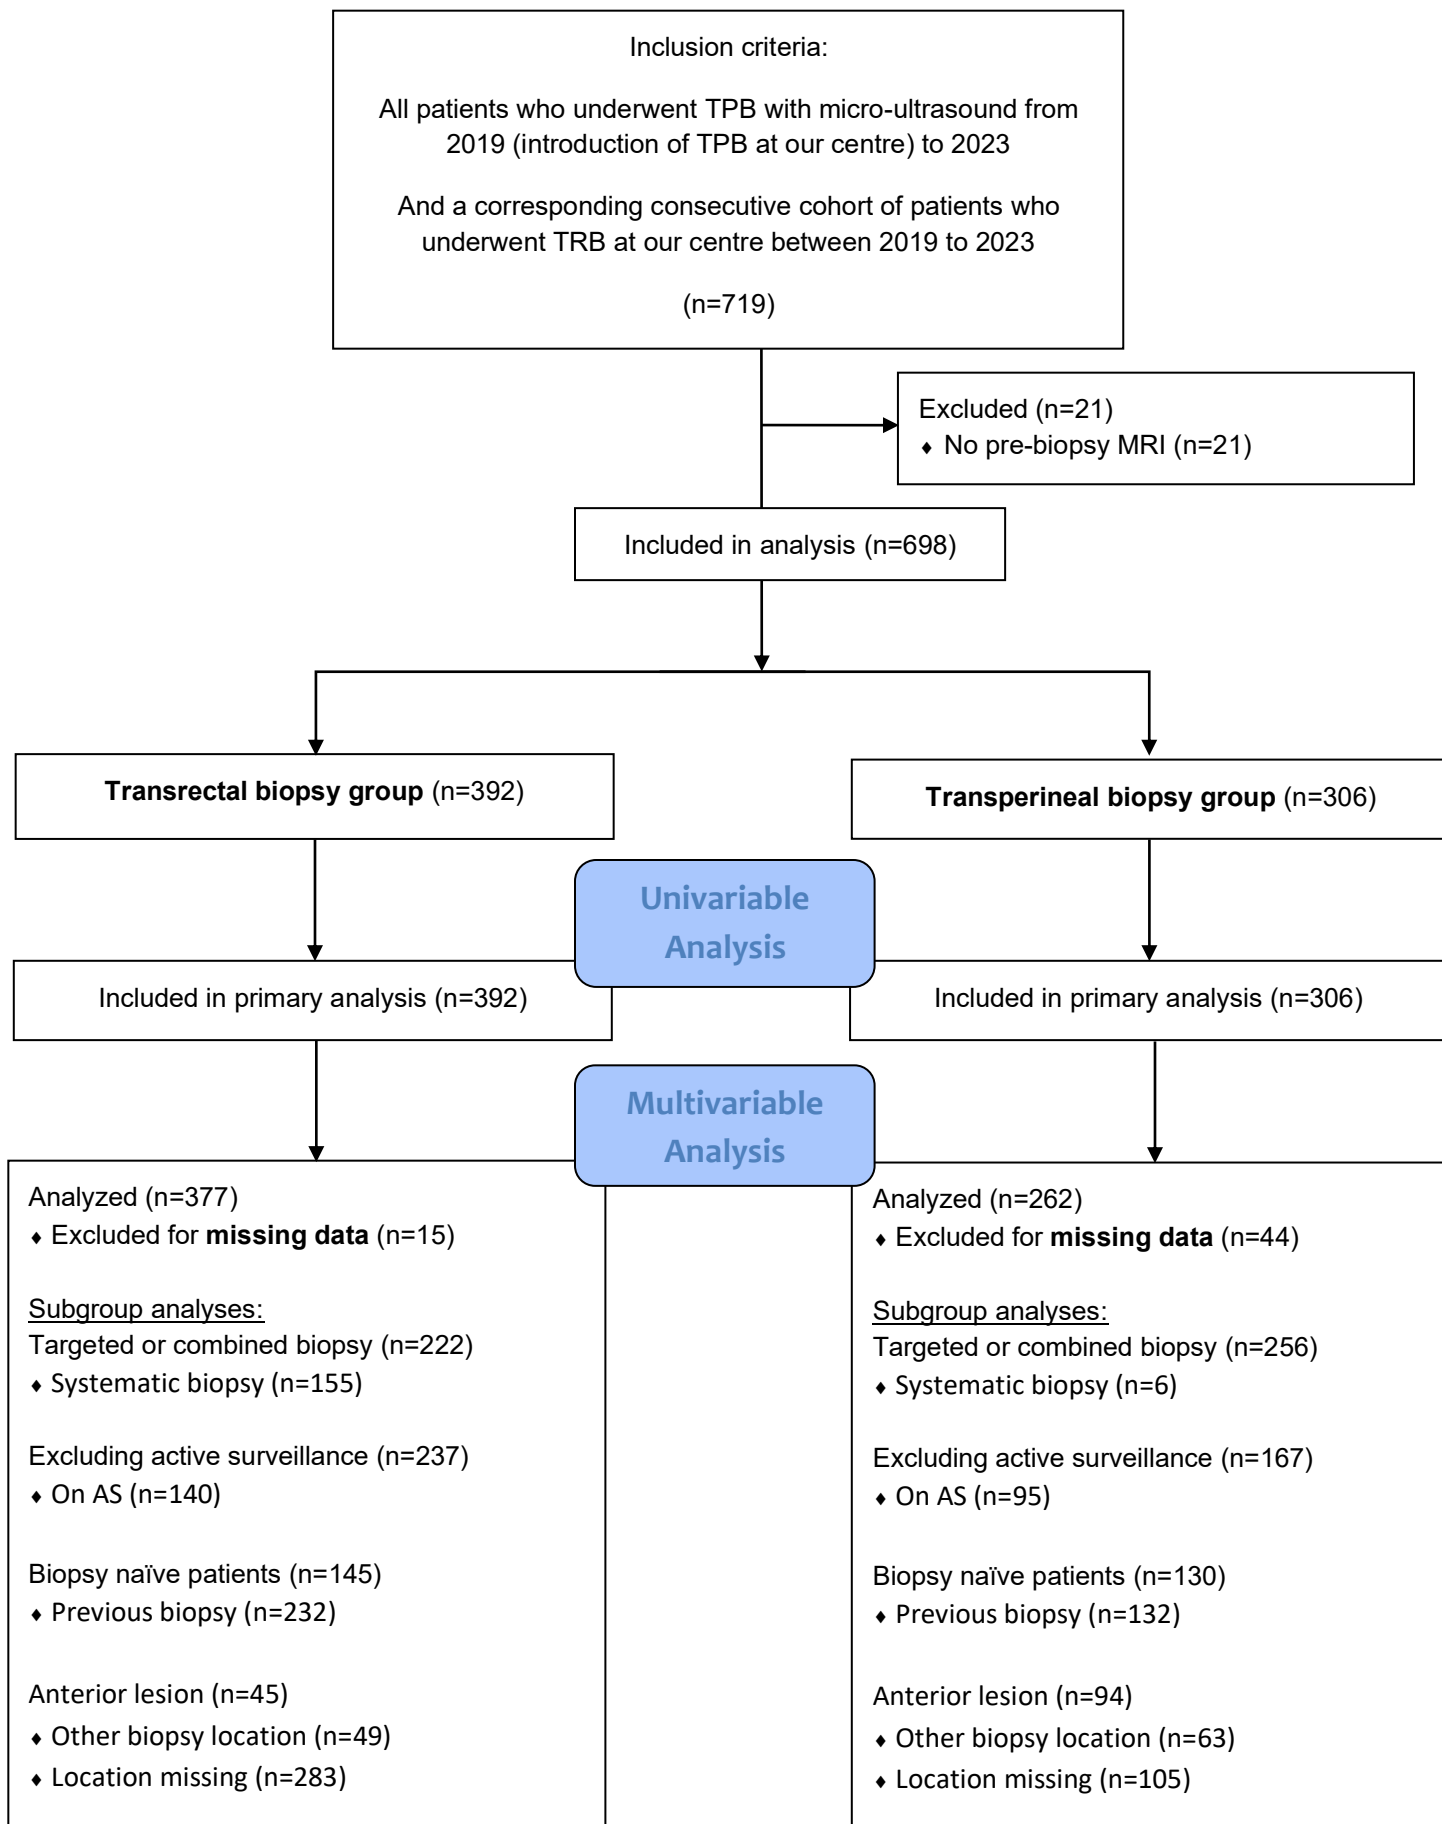 Inclusion criteria:
All patients who underwent TPB with micro-ultrasound from
2019 (introduction of TPB at our centre) to 2023
And a corresponding consecutive cohort of patients who
underwent TRB at our centre between 2019 to 2023
(n=719)
Excluded (n=21)
♦ No pre-biopsy MRI (n=21)
Included in analysis (n=698)
Transrectal biopsy group (n=392)
Transperineal biopsy group (n=306)
Univariable
Analysis
Included in primary analysis (n=392)
Included in primary analysis (n=306)
Multivariable
Analysis
Analyzed (n=377)
♦ Excluded for missing data (n=15)
Subgroup analyses:
Targeted or combined biopsy (n=222)
♦ Systematic biopsy (n=155)
Excluding active surveillance (n=237)
♦ On AS (n=140)
Biopsy naïve patients (n=145)
♦ Previous biopsy (n=232)
Anterior lesion (n=45)
♦ Other biopsy location (n=49)
♦ Location missing (n=283)
Analyzed (n=262)
♦ Excluded for missing data (n=44)
Subgroup analyses:
Targeted or combined biopsy (n=256)
♦ Systematic biopsy (n=6)
Excluding active surveillance (n=167)
♦ On AS (n=95)
Biopsy naïve patients (n=130)
♦ Previous biopsy (n=132)
Anterior lesion (n=94)
♦ Other biopsy location (n=63)
♦ Location missing (n=105)